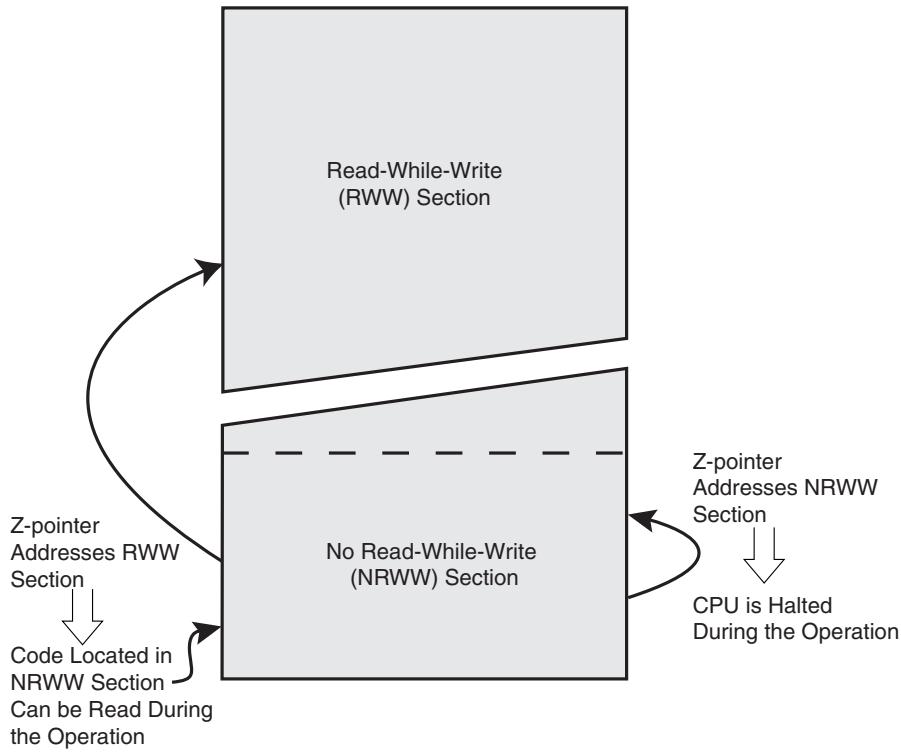 Read-While-Write
(RWW) Section
Z-pointer
Addresses NRWW
Section
Z-pointer
Addresses RWW
Section
No Read-While-Write
(NRWW) Section
CPU is Halted
During the Operation
Code Located in
NRWW Section
Can be Read During
the Operation